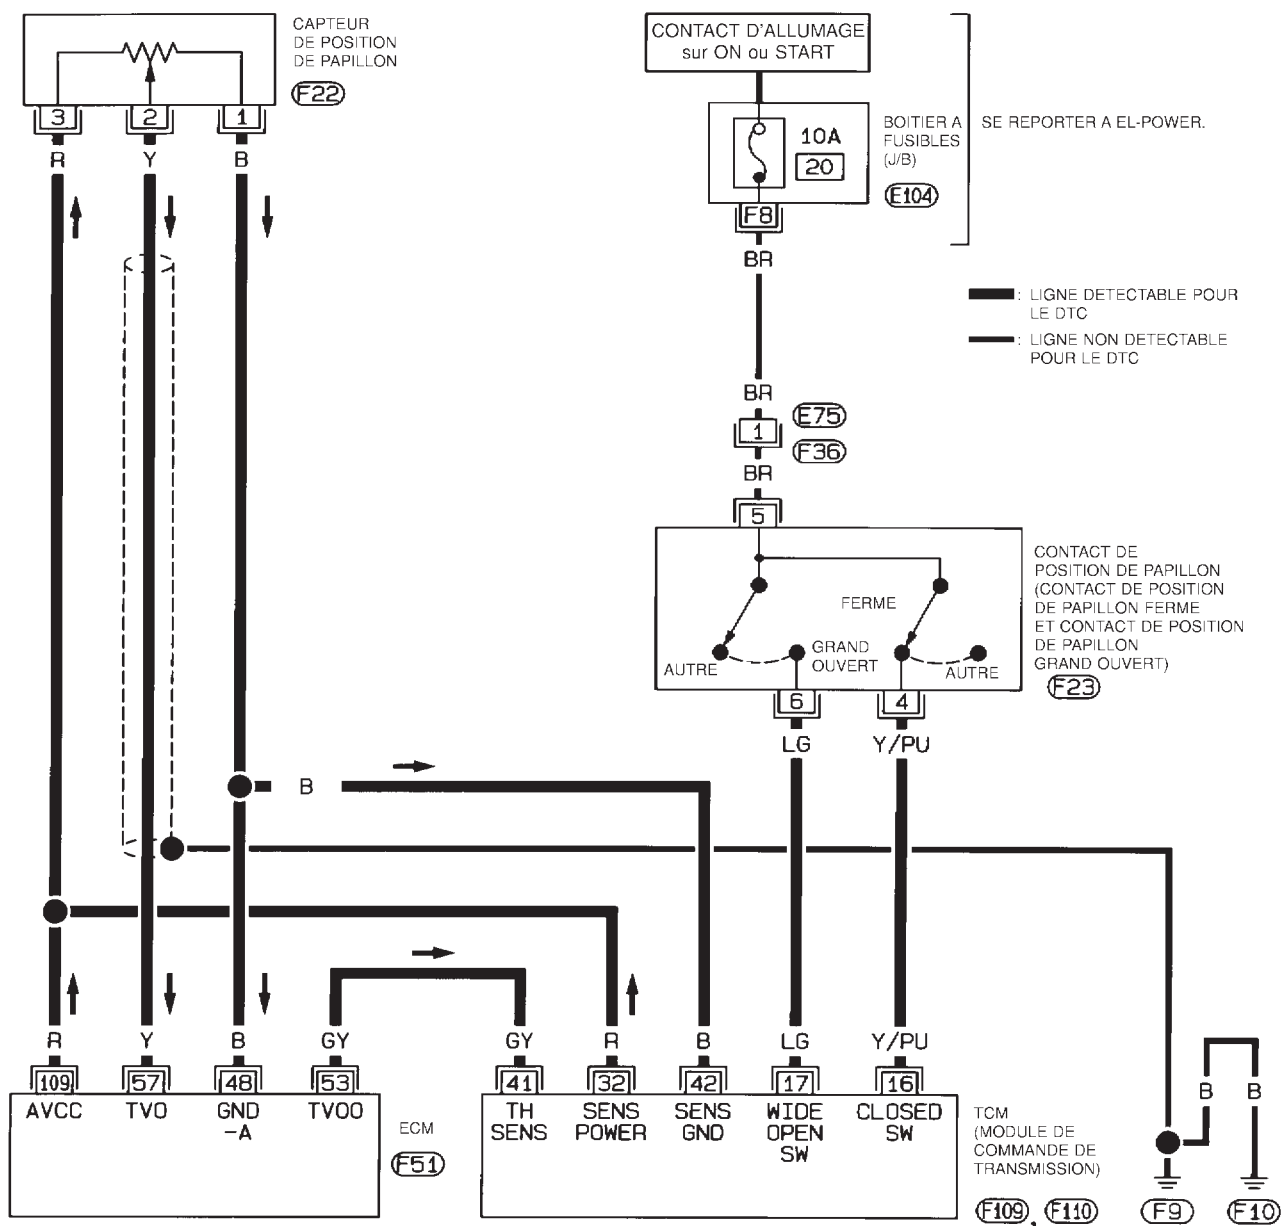 CAPTEUR
DE POSITION
DE PAPILLON
F22
3 2 1
R Y B
CONTACT D'ALLUMAGE
sur ON ou START
10A
20
F8
BOITIER A
FUSIBLES
(J/B)
E104
SE REPORTER A EL-POWER.
BR
: LIGNE DETECTABLE POUR
LE DTC
: LIGNE NON DETECTABLE
POUR LE DTC
BR
E75
1
F36
BR
5
FERME
AUTRE
GRAND
OUVERT
AUTRE
CONTACT DE
POSITION DE PAPILLON
(CONTACT DE POSITION
DE PAPILLON FERME
ET CONTACT DE POSITION
DE PAPILLON
GRAND OUVERT)
F23
6 4
LG Y/PU
B
R Y B GY GY R B LG Y/PU
109 57 48 53 41 32 42 17 16
AVCC
TVO
GND
-A
TVOO
ECM
F51
TH
SENS
SENS
POWER
SENS
GND
WIDE
OPEN
SW
CLOSED
SW
TCM
(MODULE DE
COMMANDE DE
TRANSMISSION)
F109, F110
B B
F9 F10